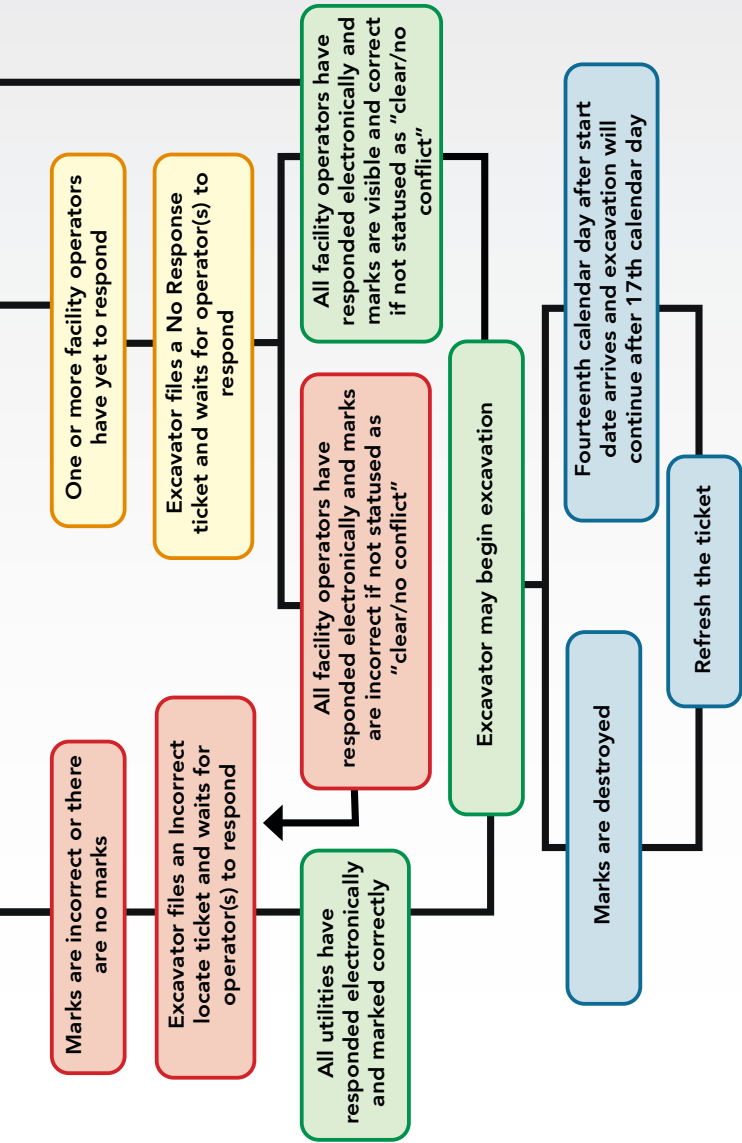 Marks are incorrect or there
are no marks
One or more facility operators
have yet to respond
Excavator files an Incorrect
locate ticket and waits for
operator(s) to respond
Excavator files a No Response
ticket and waits for operator(s) to
respond
All utilities have
responded electronically
and marked correctly
All facility operators have
responded electronically and marks
are incorrect if not statused as
"clear/no conflict"
All facility operators have
responded electronically and
marks are visible and correct
if not statused as "clear/no
conflict"
Excavator may begin excavation
Marks are destroyed
Fourteenth calendar day after start
date arrives and excavation will
continue after 17th calendar day
Refresh the ticket